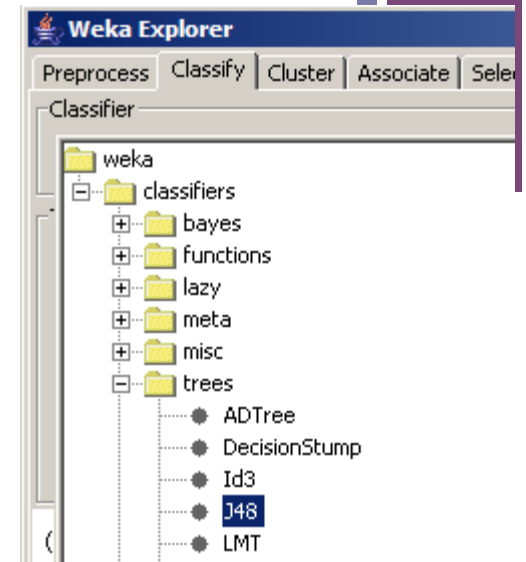 Weka Explorer
Preprocess Classify Cluster Associate
Classifier
weka
classifiers
bayes
functions
lazy
meta
misc
trees
ADTree
DecisionStump
Id3
J48
LMT
(